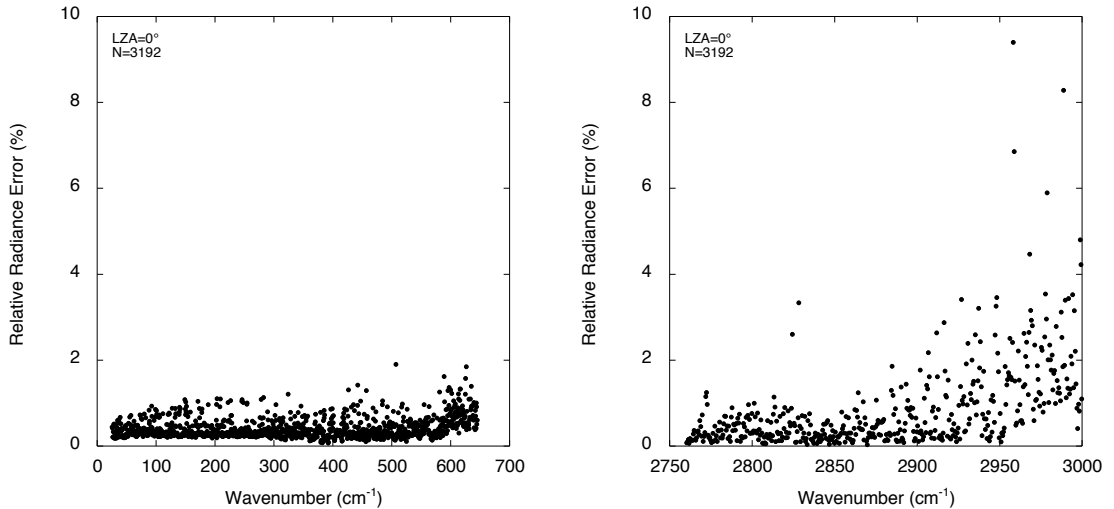 LZA=0°
N=3192
10
8
6
4
2
0
0 100 200 300 400 500 600 700
Wavenumber (cm⁻¹)
Relative Radiance Error (%)
LZA=0°
N=3192
10
8
6
4
2
0
2750 2800 2850 2900 2950 3000
Wavenumber (cm⁻¹)
Relative Radiance Error (%)